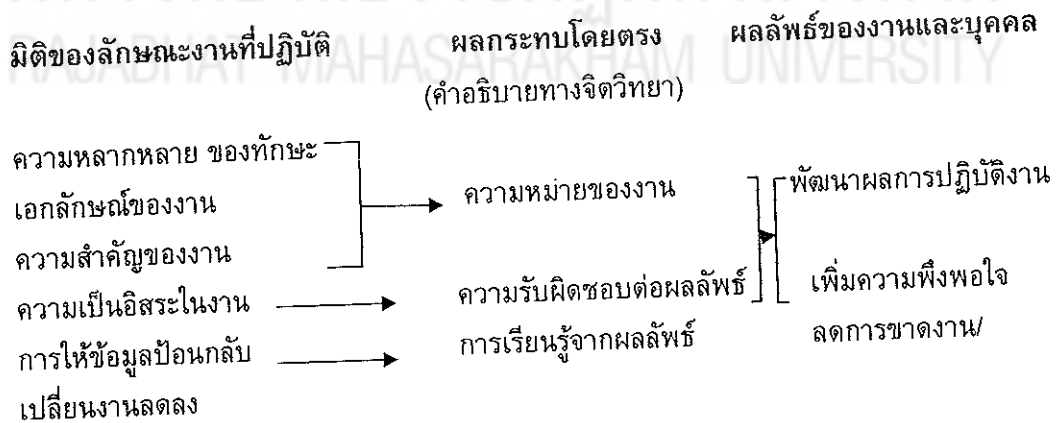 RAJABHAT MAHASARAKHAM UNIVERSITY
มิติของลักษณะงานที่ปฏิบัติ ผลกระทบโดยตรง ผลลัพธ์ของงานและบุคคล
(คำอธิบายทางจิตวิทยา)
ความหลากหลาย ของทักษะ
เอกลักษณ์ของงาน ความหมายของงาน พัฒนาผลการปฏิบัติงาน
ความสำคัญของงาน
ความเป็นอิสระในงาน ความรับผิดชอบต่อผลลัพธ์ เพิ่มความพึงพอใจ
การให้ข้อมูลป้อนกลับ การเรียนรู้จากผลลัพธ์ ลดการขาดงาน/
เปลี่ยนงานลดลง